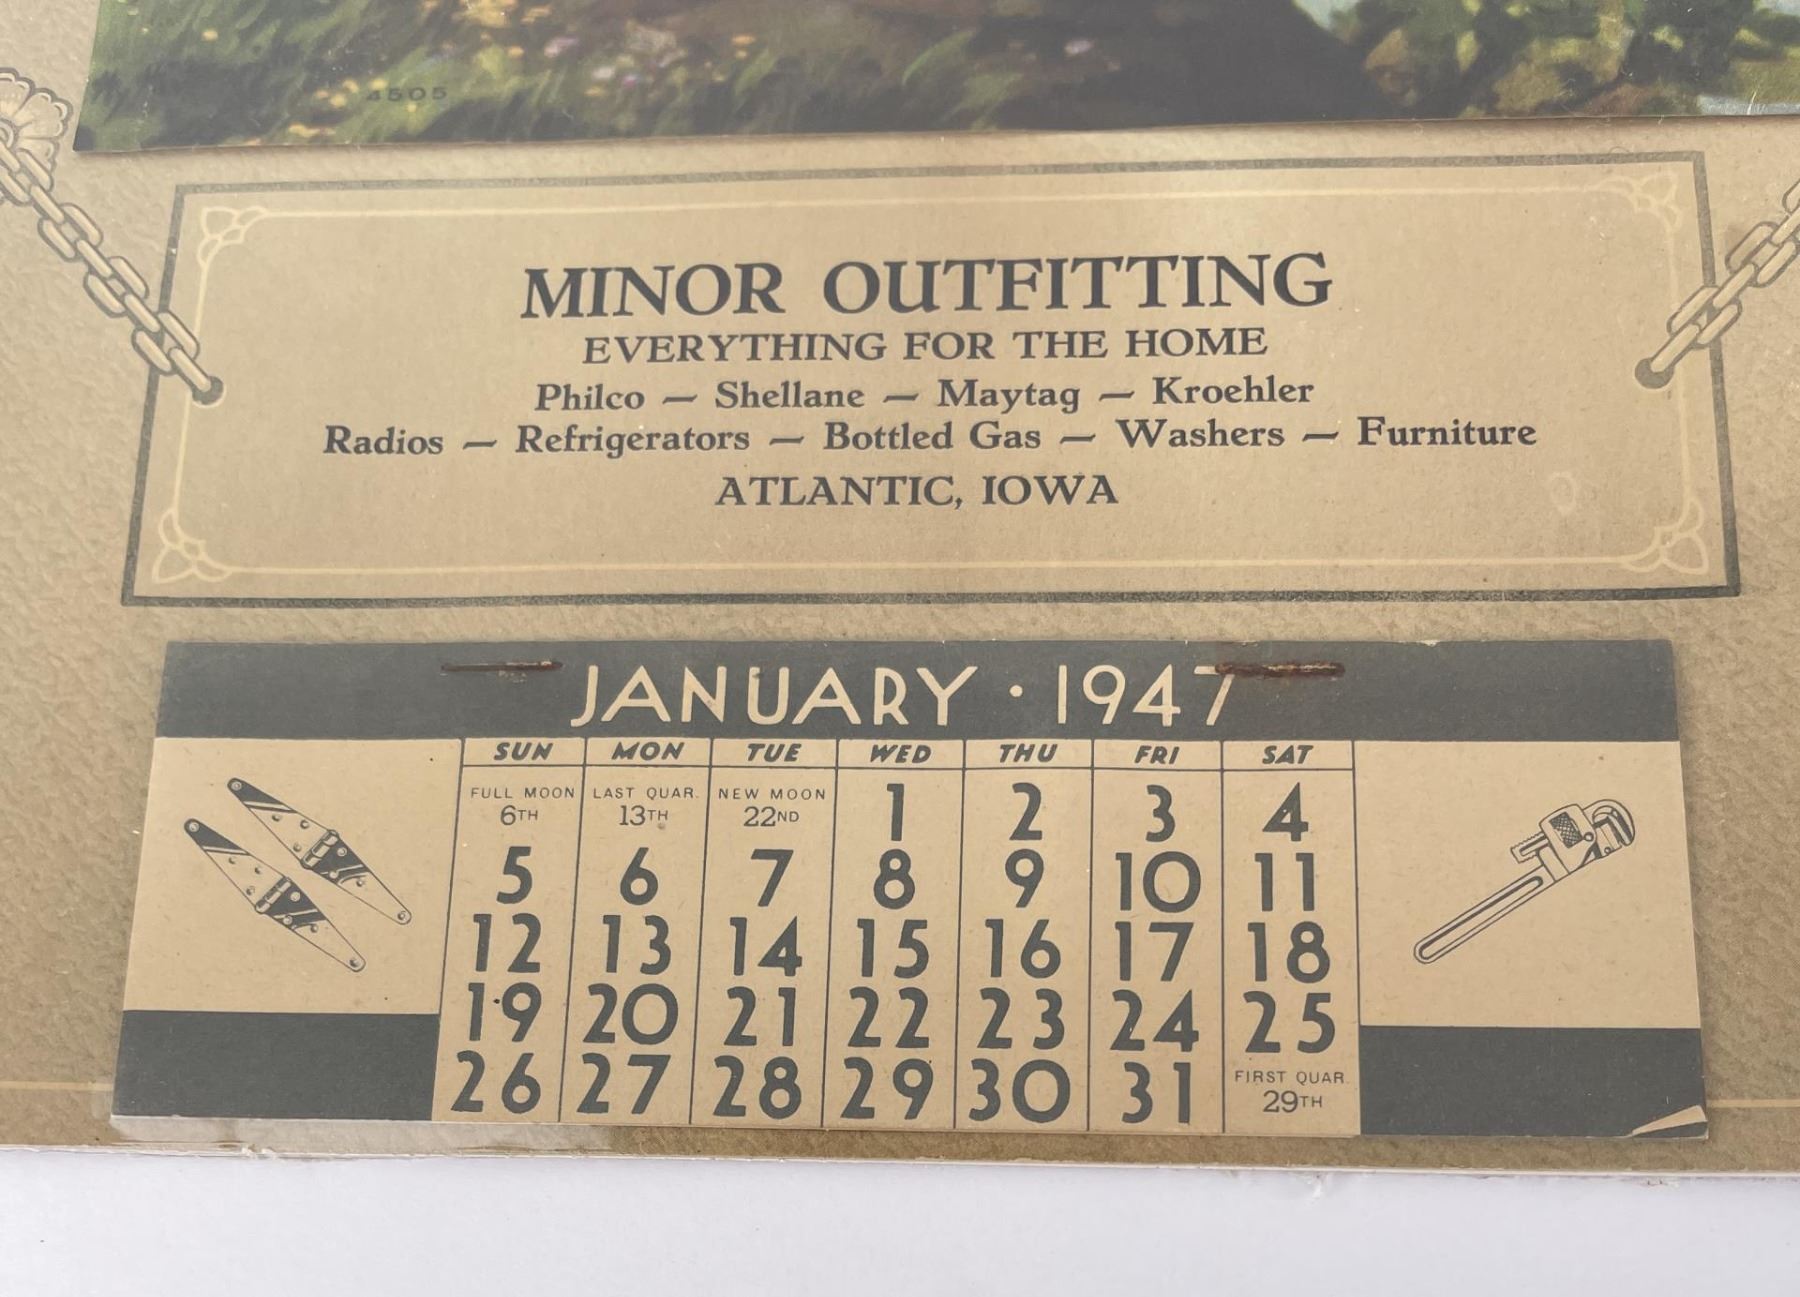 4505
MINOR OUTFITTING
EVERYTHING FOR THE HOME
Philco — Shellane — Maytag — Kroehler
Radios — Refrigerators — Bottled Gas — Washers — Furniture
ATLANTIC, IOWA
JANUARY · 1947
SUN MON TUE WED THU FRI SAT
FULL MOON 6TH LAST QUAR. 13TH NEW MOON 22ND 1 2 3 4
5 6 7 8 9 10 11
12 13 14 15 16 17 18
19 20 21 22 23 24 25
26 27 28 29 30 31 FIRST QUAR. 29TH